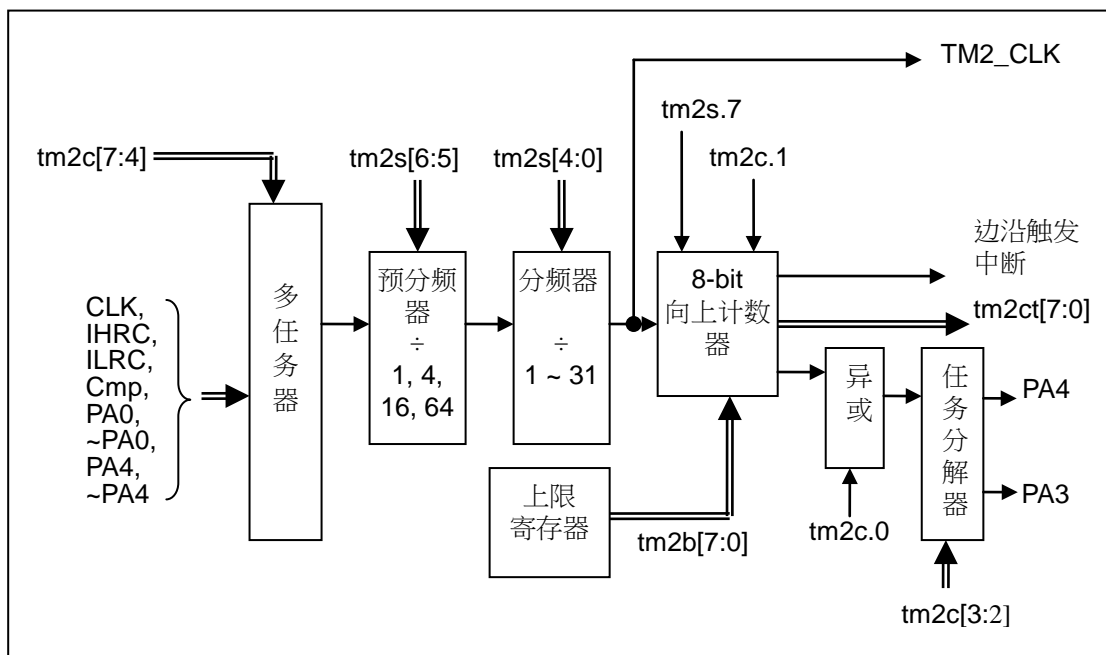 TM2_CLK
tm2s.7
tm2c[7:4]
tm2s[6:5]
tm2s[4:0]
tm2c.1
多任务器
预分频
器
÷
1, 4,
16, 64
分频器
÷
1 ~ 31
8-bit
向上计数
器
边沿触发
中断
tm2ct[7:0]
CLK,
IHRC,
ILRC,
Cmp,
PA0,
~PA0,
PA4,
~PA4
异或
任务分解器
PA4
PA3
上限
寄存器
tm2b[7:0]
tm2c.0
tm2c[3:2]